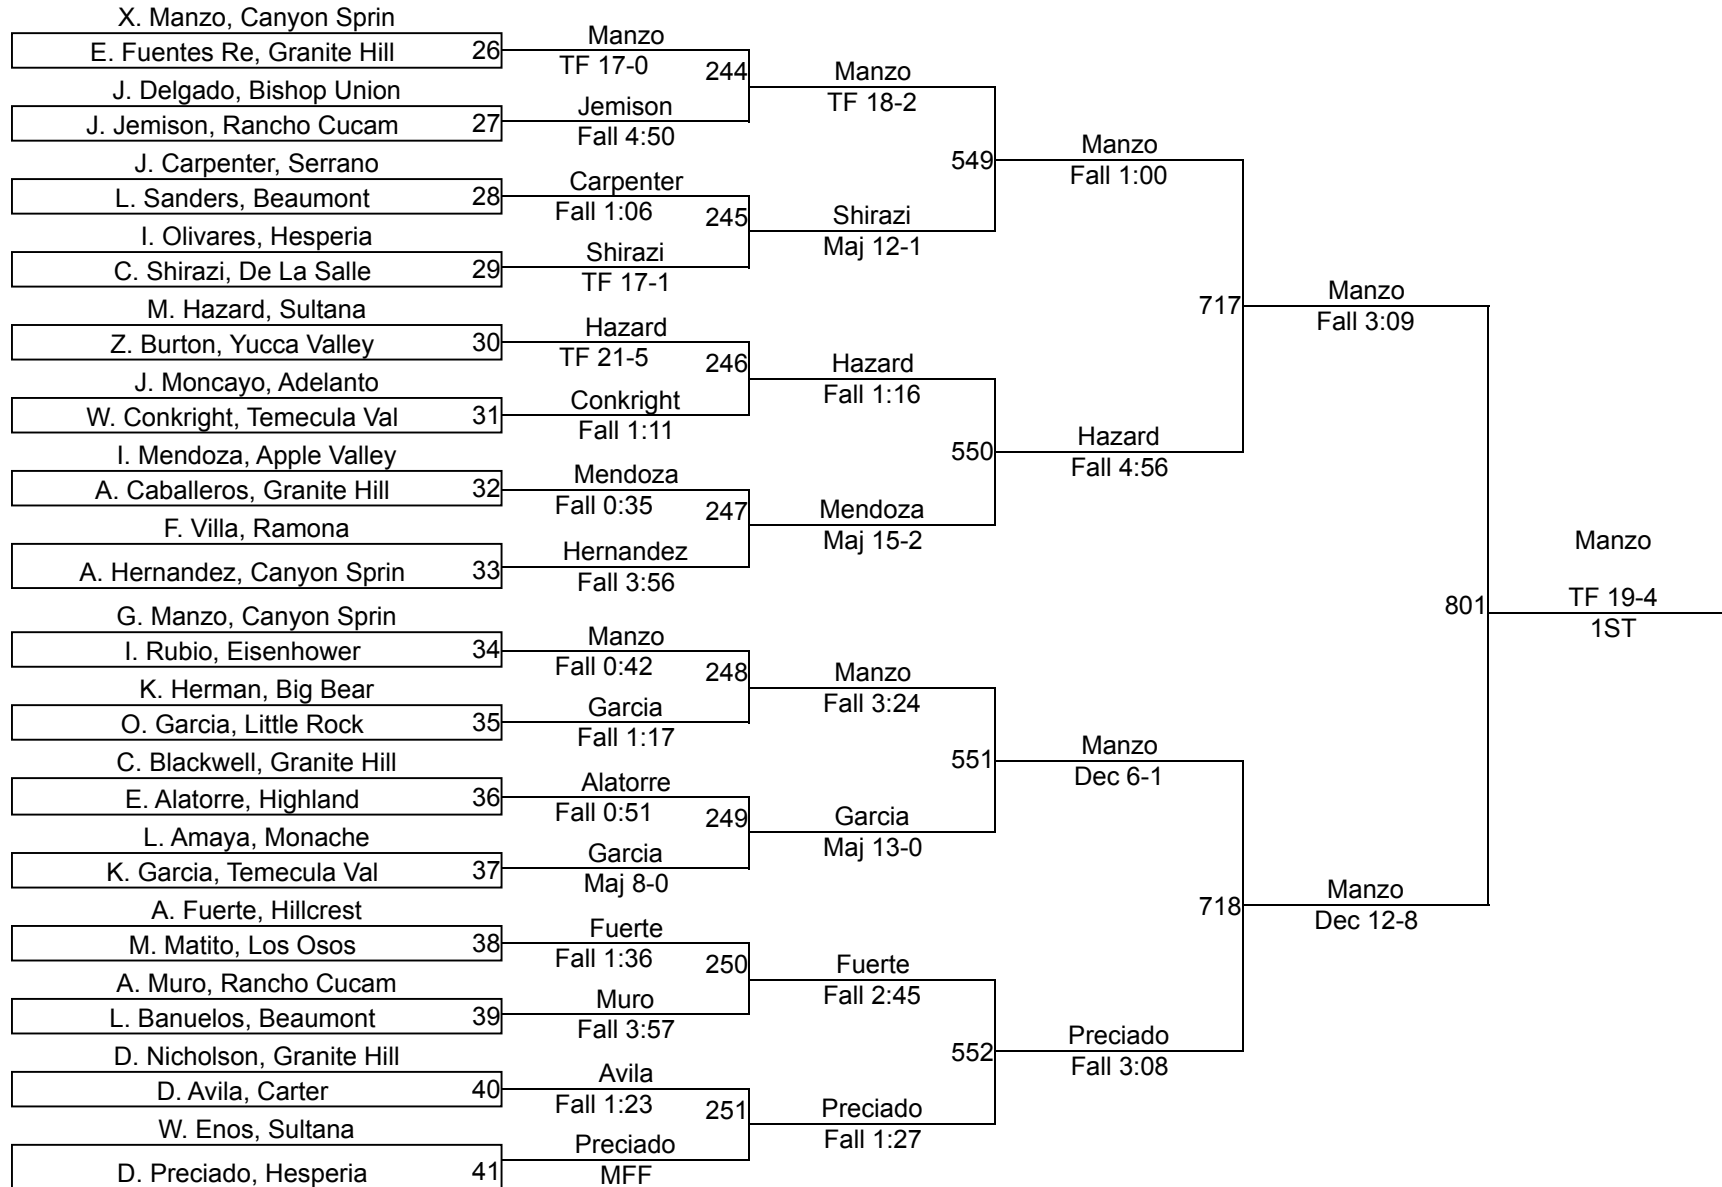 X. Manzo, Canyon Sprin
E. Fuentes Re, Granite Hill 26
J. Delgado, Bishop Union
J. Jemison, Rancho Cucam 27
J. Carpenter, Serrano
L. Sanders, Beaumont 28
I. Olivares, Hesperia
C. Shirazi, De La Salle 29
M. Hazard, Sultana
Z. Burton, Yucca Valley 30
J. Moncayo, Adelanto
W. Conkright, Temecula Val 31
I. Mendoza, Apple Valley
A. Caballeros, Granite Hill 32
F. Villa, Ramona
A. Hernandez, Canyon Sprin 33
G. Manzo, Canyon Sprin
I. Rubio, Eisenhower 34
K. Herman, Big Bear
O. Garcia, Little Rock 35
C. Blackwell, Granite Hill
E. Alatorre, Highland 36
L. Amaya, Monache
K. Garcia, Temecula Val 37
A. Fuerte, Hillcrest
M. Matito, Los Osos 38
A. Muro, Rancho Cucam
L. Banuelos, Beaumont 39
D. Nicholson, Granite Hill
D. Avila, Carter 40
W. Enos, Sultana
D. Preciado, Hesperia 41
Manzo
TF 17-0
244
Jemison
Fall 4:50
Carpenter
Fall 1:06
245
Shirazi
TF 17-1
Hazard
TF 21-5
246
Conkright
Fall 1:11
Mendoza
Fall 0:35
247
Hernandez
Fall 3:56
Manzo
Fall 0:42
248
Garcia
Fall 1:17
Alatorre
Fall 0:51
249
Garcia
Maj 8-0
Fuerte
Fall 1:36
250
Muro
Fall 3:57
Avila
Fall 1:23
251
Preciado
MFF
Manzo
TF 18-2
549
Shirazi
Maj 12-1
Hazard
Fall 1:16
550
Mendoza
Maj 15-2
Manzo
Fall 3:24
551
Garcia
Maj 13-0
Fuerte
Fall 2:45
552
Preciado
Fall 1:27
Manzo
Fall 1:00
717
Hazard
Fall 4:56
Manzo
Dec 6-1
718
Preciado
Fall 3:08
Manzo
Fall 3:09
801
Manzo
Dec 12-8
Manzo
TF 19-4
1ST